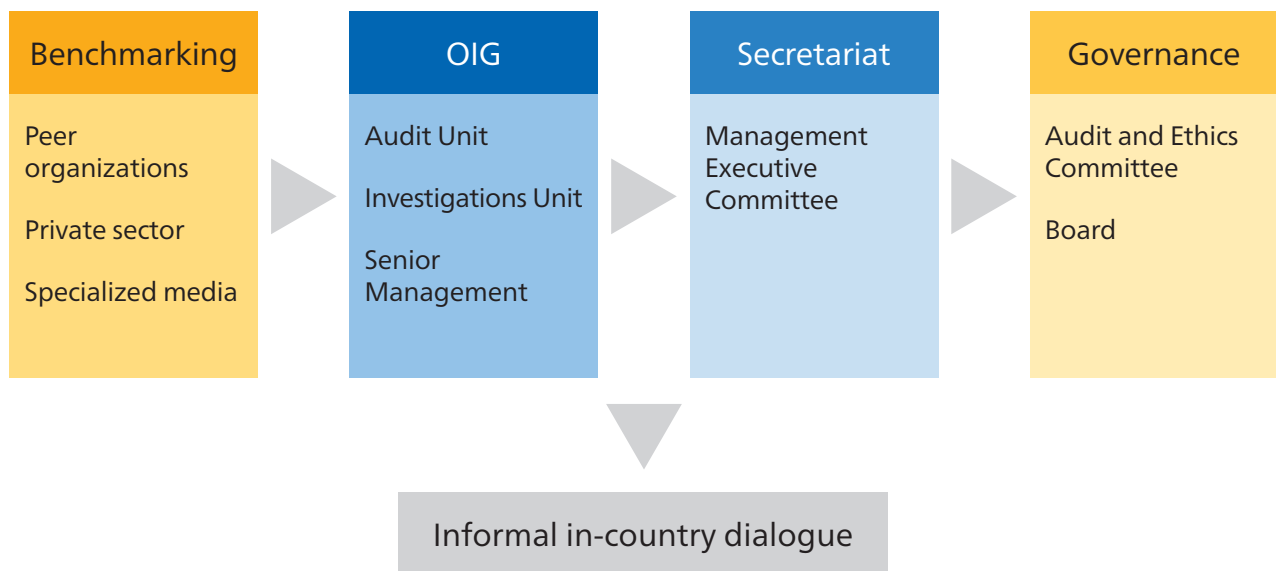 Benchmarking
Peer
organizations
Private sector
Specialized media
OIG
Audit Unit
Investigations Unit
Senior
Management
Secretariat
Management
Executive
Committee
Governance
Audit and Ethics
Committee
Board
Informal in-country dialogue